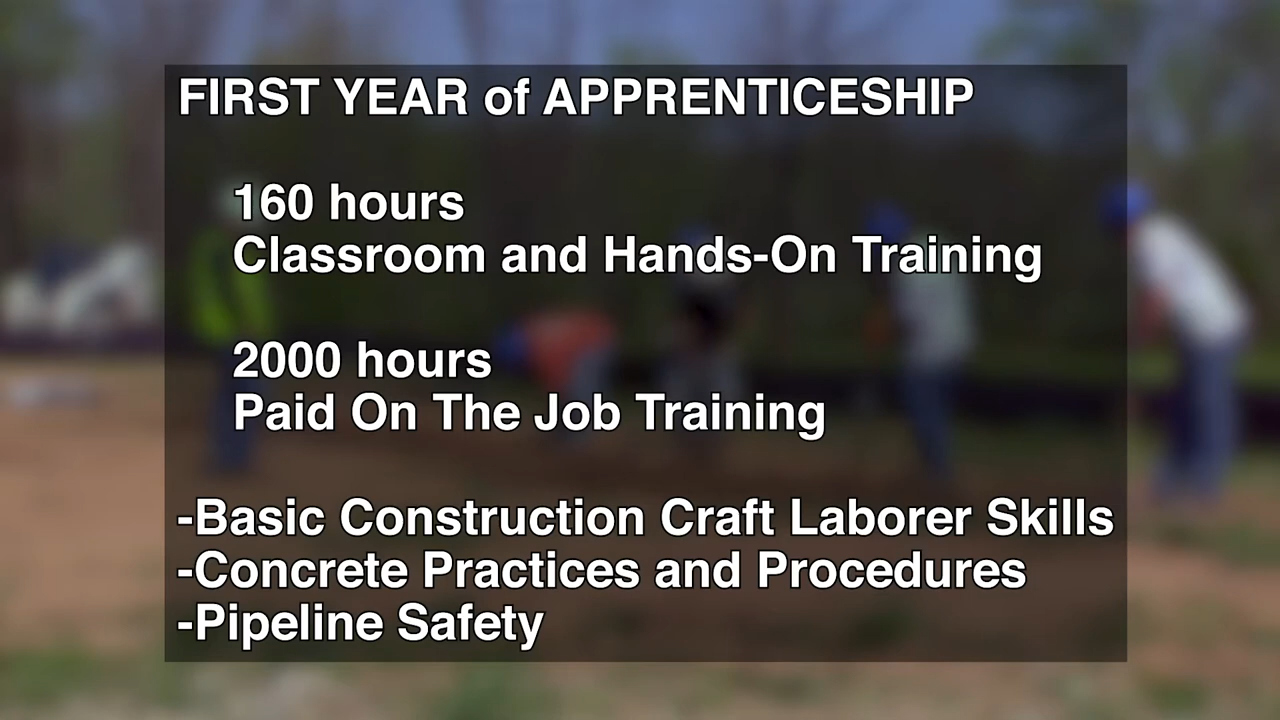 FIRST YEAR of APPRENTICESHIP
160 hours
Classroom and Hands-On Training
2000 hours
Paid On The Job Training
-Basic Construction Craft Laborer Skills
-Concrete Practices and Procedures
-Pipeline Safety